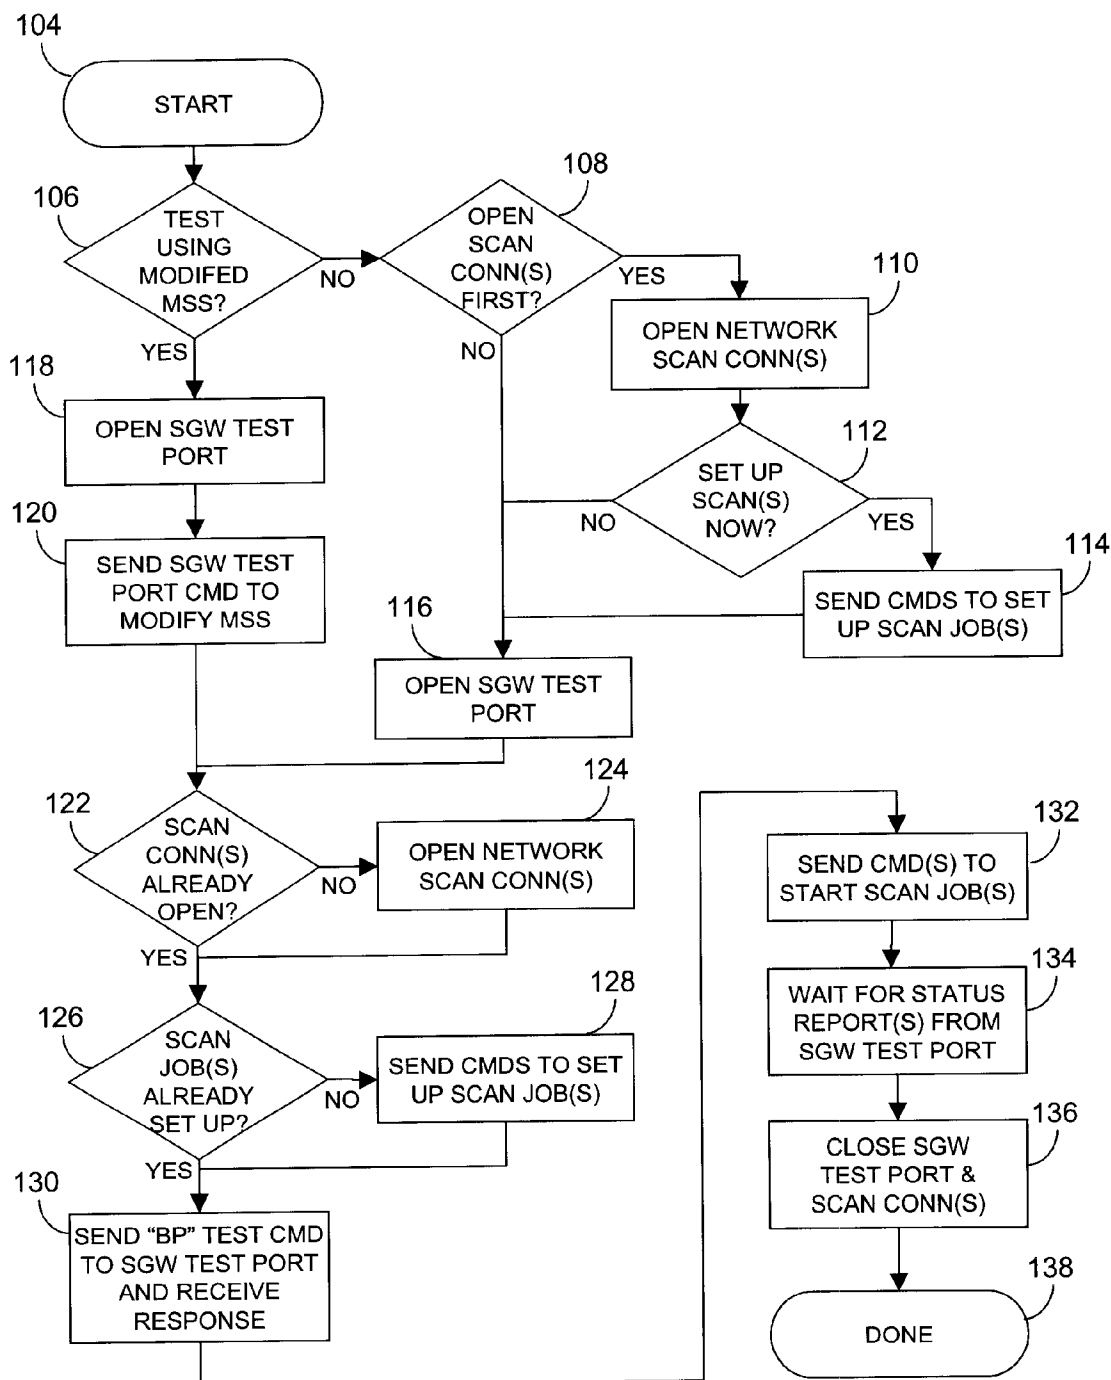 104
START
106
TEST
USING
MODIFED
MSS?
NO
YES
108
OPEN
SCAN
CONN(S)
FIRST?
YES
NO
110
OPEN NETWORK
SCAN CONN(S)
112
SET UP
SCAN(S)
NOW?
NO
YES
114
SEND CMDS TO SET
UP SCAN JOB(S)
118
OPEN SGW TEST
PORT
120
SEND SGW TEST
PORT CMD TO
MODIFY MSS
116
OPEN SGW TEST
PORT
122
SCAN
CONN(S)
ALREADY
OPEN?
NO
YES
124
OPEN NETWORK
SCAN CONN(S)
126
SCAN
JOB(S)
ALREADY
SET UP?
NO
YES
128
SEND CMDS TO SET
UP SCAN JOB(S)
130
SEND “BP” TEST CMD
TO SGW TEST PORT
AND RECEIVE
RESPONSE
132
SEND CMD(S) TO
START SCAN JOB(S)
134
WAIT FOR STATUS
REPORT(S) FROM
SGW TEST PORT
136
CLOSE SGW
TEST PORT &
SCAN CONN(S)
138
DONE